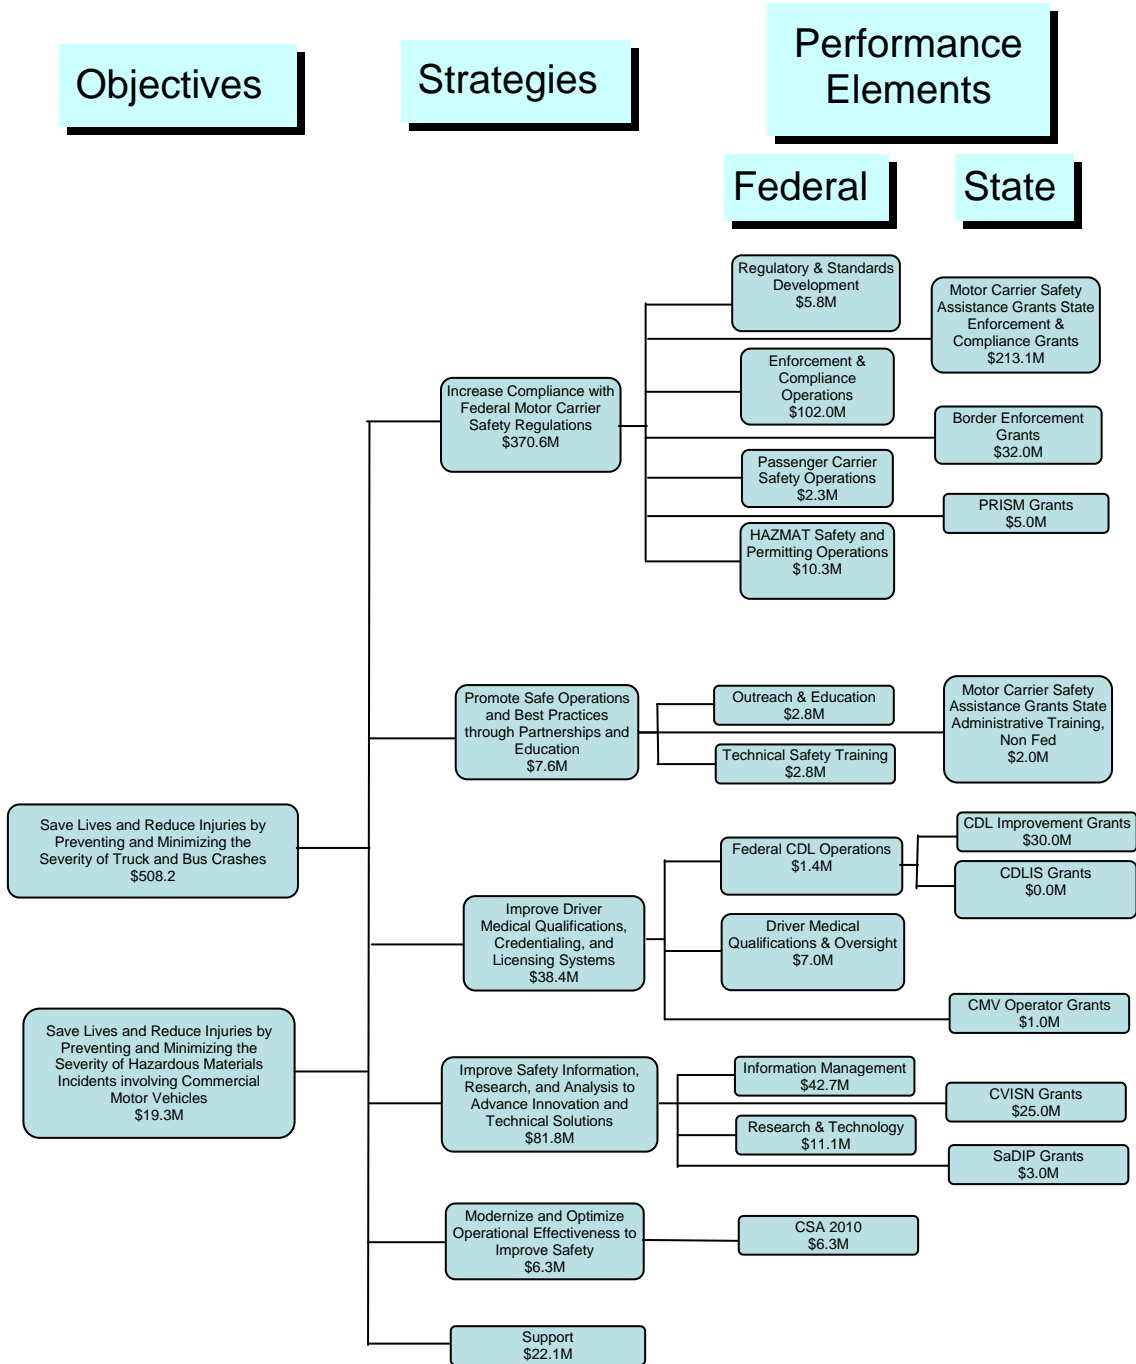 Objectives
Strategies
Performance
Elements
Federal
State
Regulatory & Standards
Development
$5.8M
Motor Carrier Safety
Assistance Grants State
Enforcement &
Compliance Grants
$213.1M
Enforcement &
Compliance
Operations
$102.0M
Increase Compliance with
Federal Motor Carrier
Safety Regulations
$370.6M
Border Enforcement
Grants
$32.0M
Passenger Carrier
Safety Operations
$2.3M
PRISM Grants
$5.0M
HAZMAT Safety and
Permitting Operations
$10.3M
Promote Safe Operations
and Best Practices
through Partnerships and
Education
$7.6M
Outreach & Education
$2.8M
Technical Safety Training
$2.8M
Motor Carrier Safety
Assistance Grants State
Administrative Training,
Non Fed
$2.0M
Save Lives and Reduce Injuries by
Preventing and Minimizing the
Severity of Truck and Bus Crashes
$508.2
Federal CDL Operations
$1.4M
CDL Improvement Grants
$30.0M
CDLIS Grants
$0.0M
Improve Driver
Medical Qualifications,
Credentialing, and
Licensing Systems
$38.4M
Driver Medical
Qualifications & Oversight
$7.0M
CMV Operator Grants
$1.0M
Save Lives and Reduce Injuries by
Preventing and Minimizing the
Severity of Hazardous Materials
Incidents involving Commercial
Motor Vehicles
$19.3M
Improve Safety Information,
Research, and Analysis to
Advance Innovation and
Technical Solutions
$81.8M
Information Management
$42.7M
CVISN Grants
$25.0M
Research & Technology
$11.1M
SaDIP Grants
$3.0M
Modernize and Optimize
Operational Effectiveness to
Improve Safety
$6.3M
CSA 2010
$6.3M
Support
$22.1M